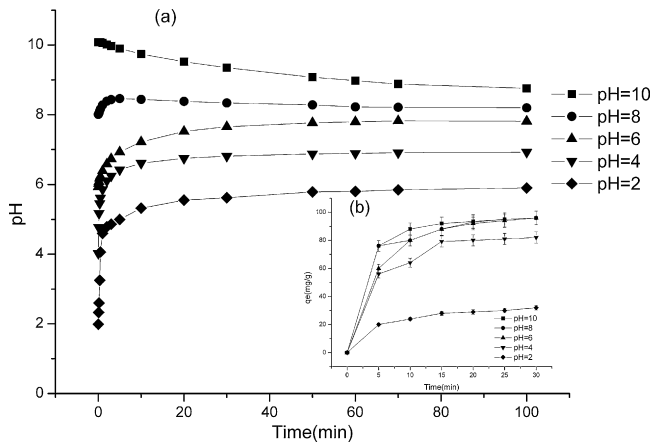 (a)
10
8
6
4
2
0
pH
0 20 40 60 80 100
Time(min)
pH=10
pH=8
pH=6
pH=4
pH=2
(b)
100
80
60
40
20
0
qe(mg/g)
0 5 10 15 20 25 30
Time(min)
pH=10
pH=8
pH=6
pH=4
pH=2